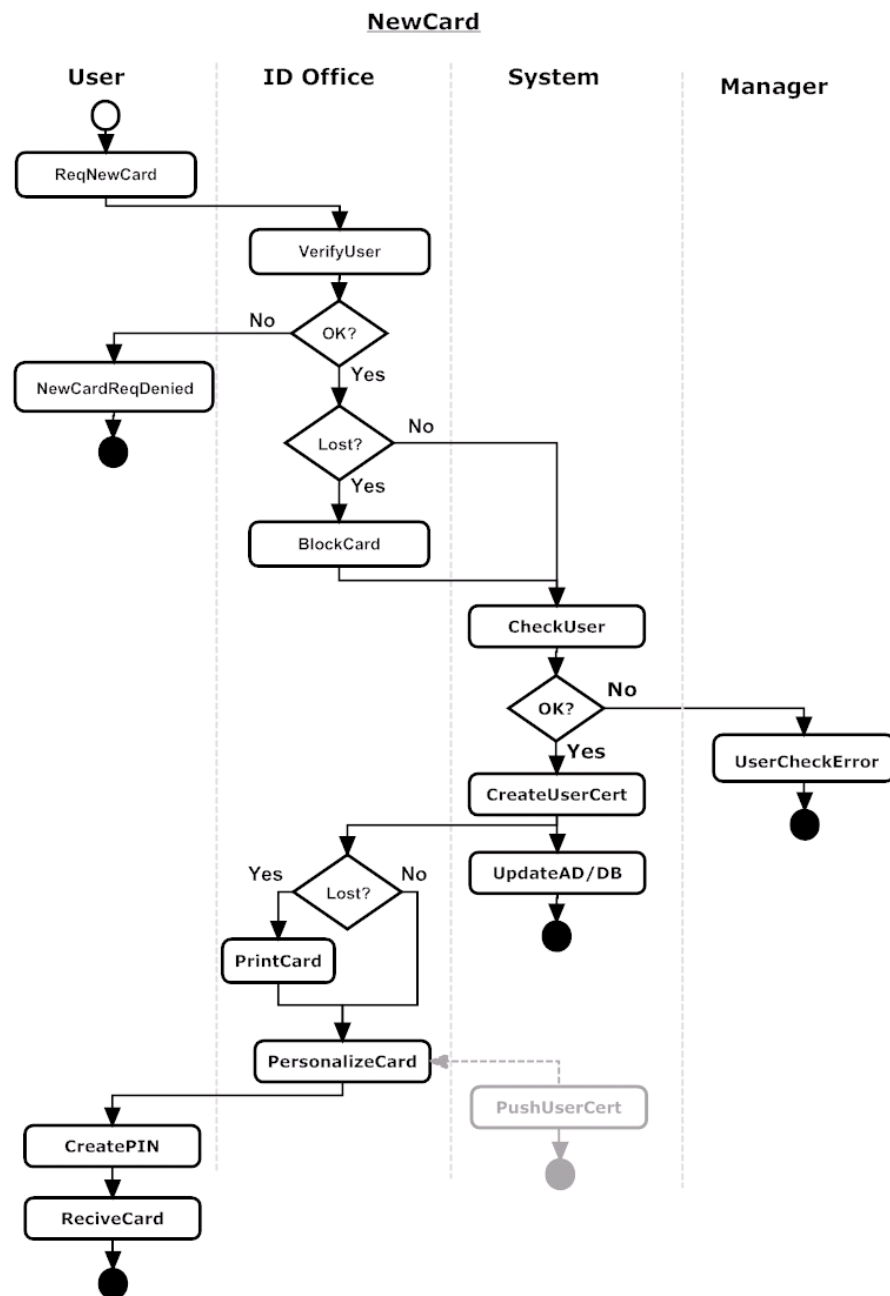 NewCard
User
ID Office
System
Manager
ReqNewCard
VerifyUser
No
OK?
Yes
NewCardReqDenied
Lost?
No
Yes
BlockCard
CheckUser
No
OK?
Yes
UserCheckError
CreateUserCert
Yes
No
Lost?
UpdateAD/DB
PrintCard
PersonalizeCard
PushUserCert
CreatePIN
ReciveCard